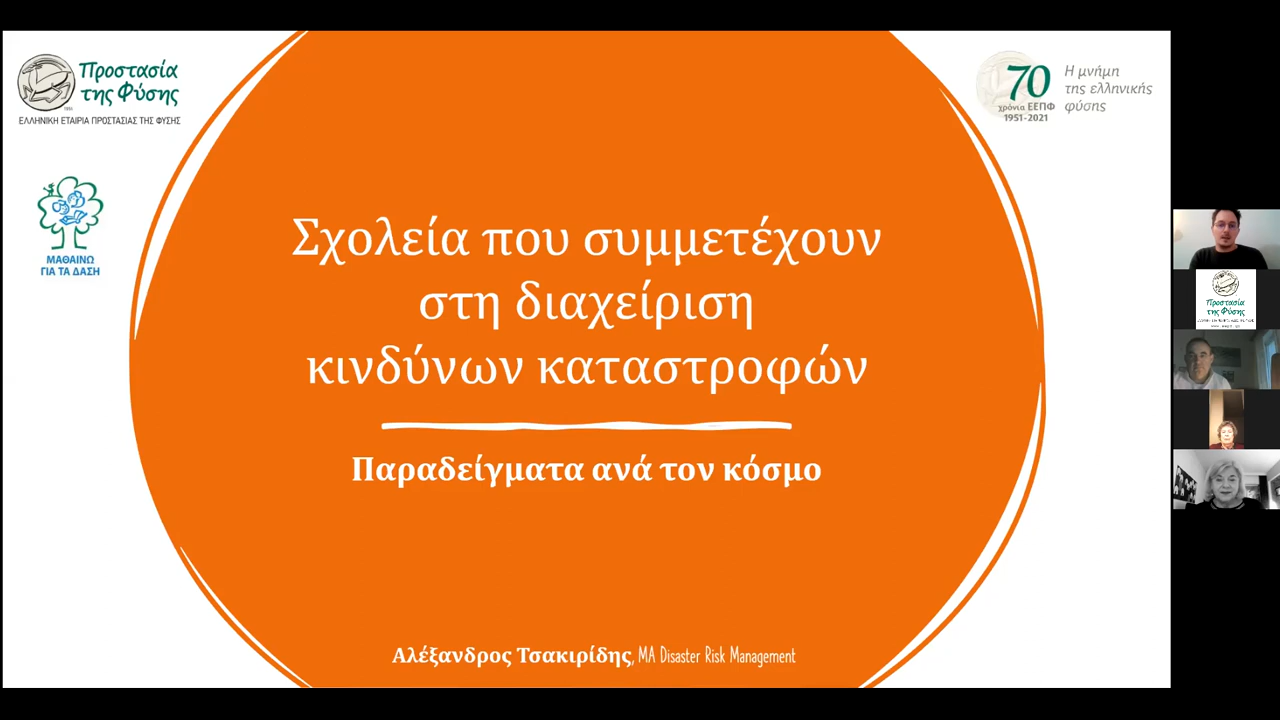 Προστασία
της Φύσης
ΕΛΛΗΝΙΚΗ ΕΤΑΙΡΙΑ ΠΡΟΣΤΑΣΙΑΣ ΤΗΣ ΦΥΣΗΣ
1951
70
χρόνια ΕΕΠΦ
1951-2021
Η μνήμη
της ελληνικής
φύσης
ΜΑΘΑΙΝΩ
ΓΙΑ ΤΑ ΔΑΣΗ
Σχολεία που συμμετέχουν
στη διαχείριση
κινδύνων καταστροφών
Παραδείγματα ανά τον κόσμο
Αλέξανδρος Τσακιρίδης, MA Disaster Risk Management
Προστασία
της Φύσης